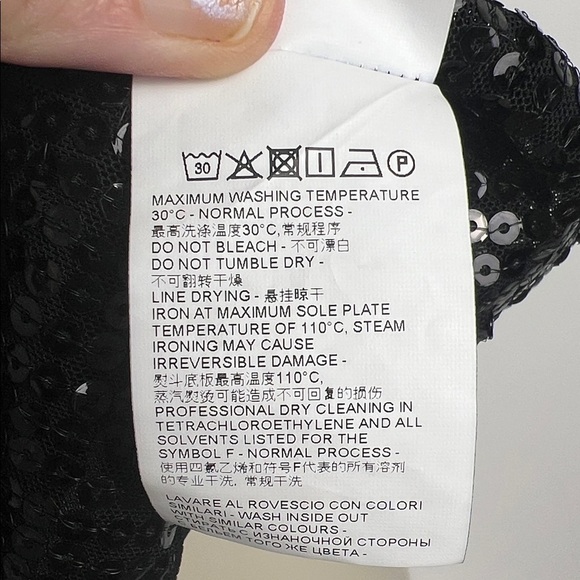 30 P
MAXIMUM WASHING TEMPERATURE
30°C - NORMAL PROCESS -
最高洗涤温度30°C,常规程序
DO NOT BLEACH - 不可漂白
DO NOT TUMBLE DRY -
不可翻转干燥
LINE DRYING - 悬挂晾干
IRON AT MAXIMUM SOLE PLATE
TEMPERATURE OF 110°C, STEAM
IRONING MAY CAUSE
IRREVERSIBLE DAMAGE -
熨斗底板最高温度110°C,
蒸汽熨烫可能造成不可回复的损伤
PROFESSIONAL DRY CLEANING IN
TETRACHLOROETHYLENE AND ALL
SOLVENTS LISTED FOR THE
SYMBOL F - NORMAL PROCESS -
使用四氯乙烯和符号F代表的所有溶剂
的专业干洗, 常规干洗
LAVARE AL ROVESCIO CON COLORI
SIMILARI - WASH INSIDE OUT
WITH SIMILAR COLOURS -
СТИРАТЬ С ИЗНАНОЧНОЙ СТОРОНЫ
ТОГО ЖЕ ЦВЕТА -